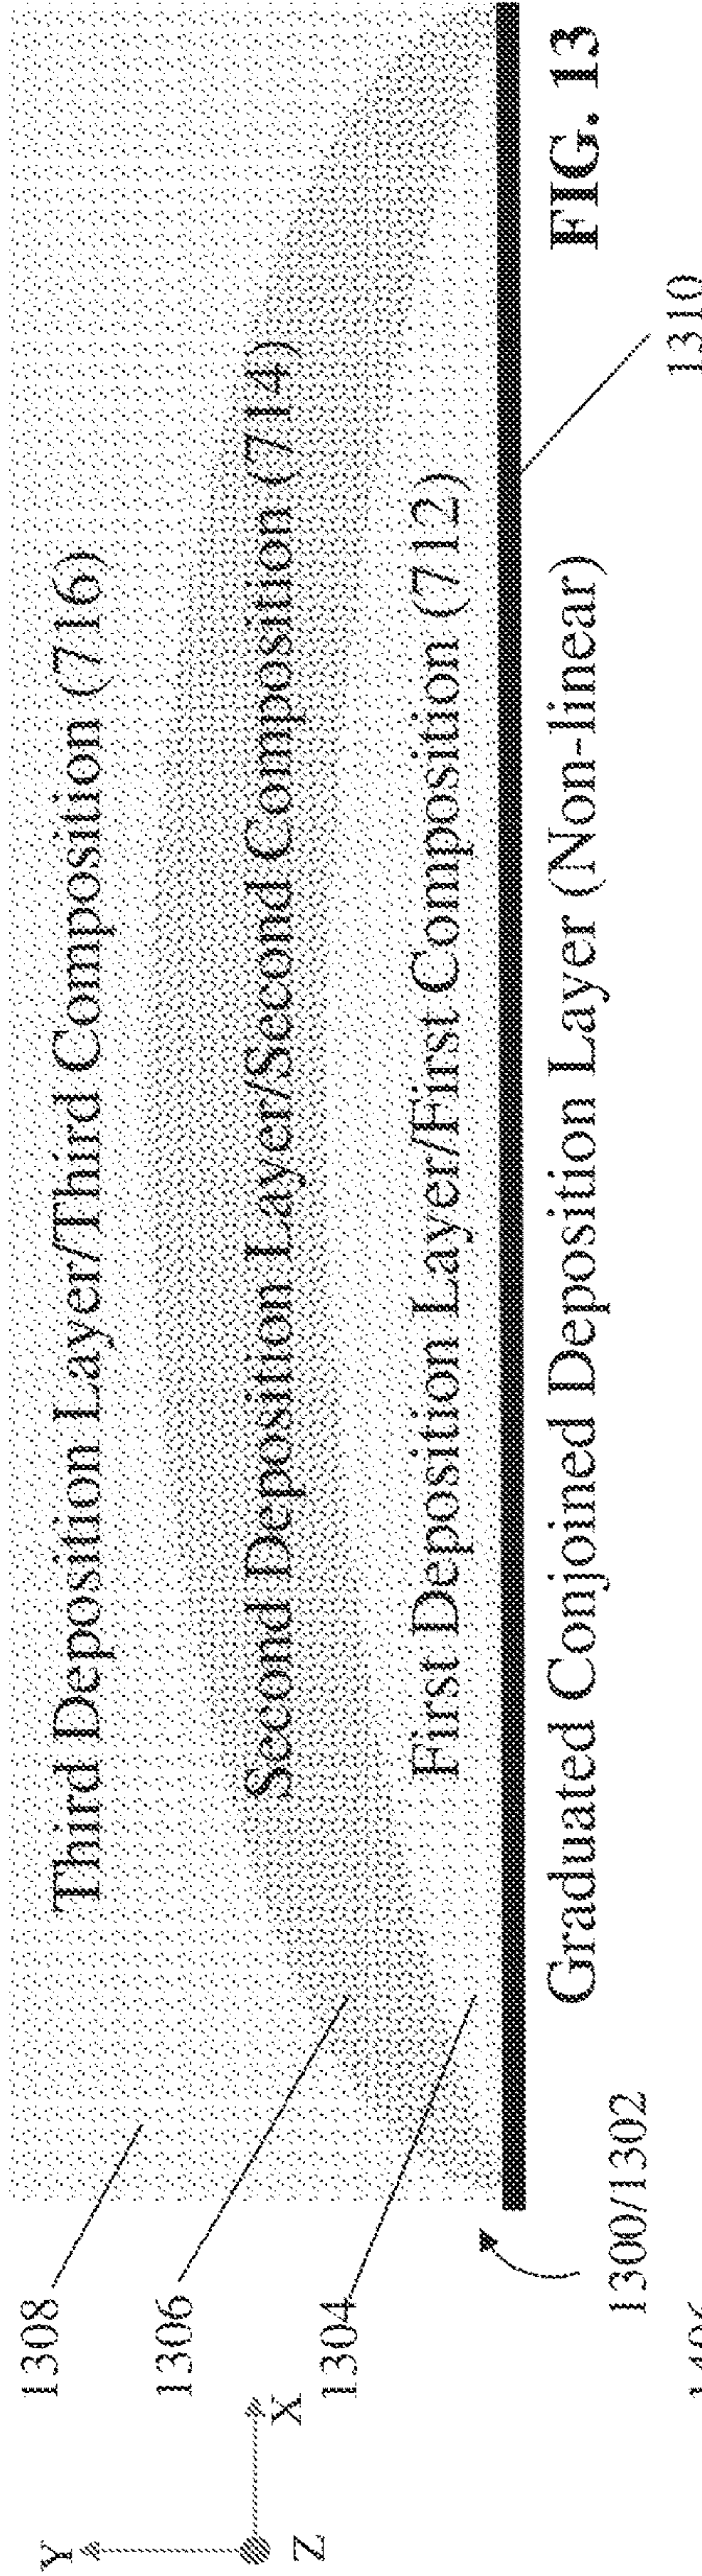 Y
X
Z
1308
1306
1304
Third Deposition Layer/Third Composition (716)
Second Deposition Layer/Second Composition (714)
First Deposition Layer/First Composition (712)
1300/1302
Graduated Conjoined Deposition Layer (Non-linear)
1310
FIG. 13